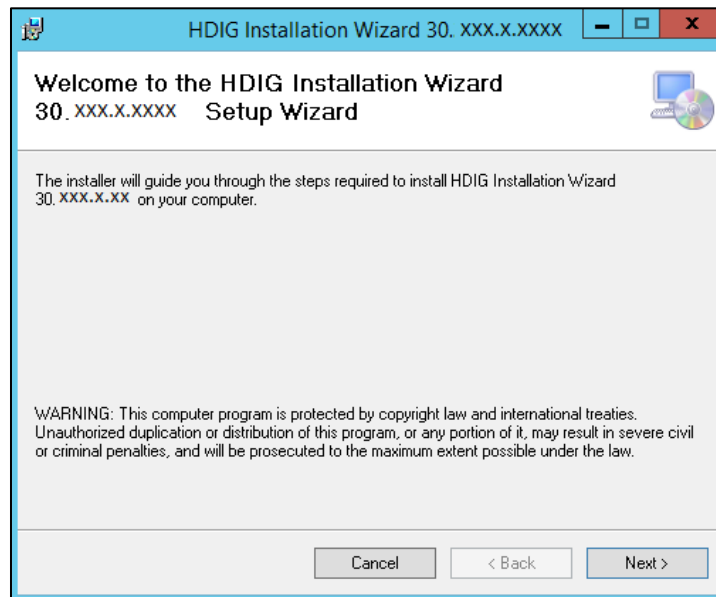 HDIG Installation Wizard 30. XXX.X.XXXX
Welcome to the HDIG Installation Wizard
30. XXX.X.XXXX Setup Wizard
The installer will guide you through the steps required to install HDIG Installation Wizard
30. XXX.X.XX on your computer.
WARNING: This computer program is protected by copyright law and international treaties.
Unauthorized duplication or distribution of this program, or any portion of it, may result in severe civil
or criminal penalties, and will be prosecuted to the maximum extent possible under the law.
Cancel < Back Next >